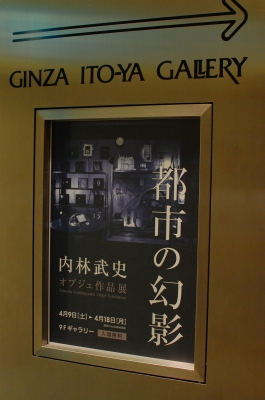 GINZA ITO-YA GALLERY
都市の幻影
内林武史
オブジェ作品展
4月9日[土]▶4月18日[月]
9Fギャラリー 入場無料